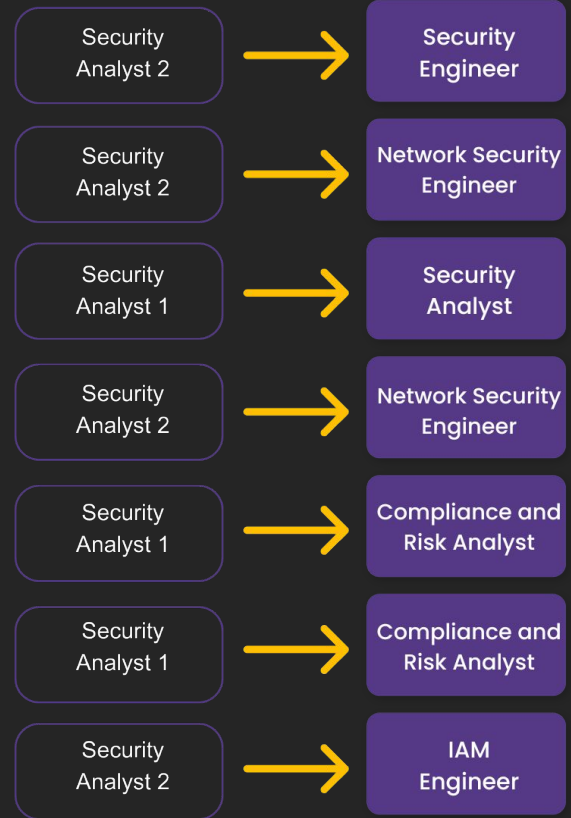 Security
Analyst 2
Security
Engineer
Security
Analyst 2
Network Security
Engineer
Security
Analyst 1
Security
Analyst
Security
Analyst 2
Network Security
Engineer
Security
Analyst 1
Compliance and
Risk Analyst
Security
Analyst 1
Compliance and
Risk Analyst
Security
Analyst 2
IAM
Engineer